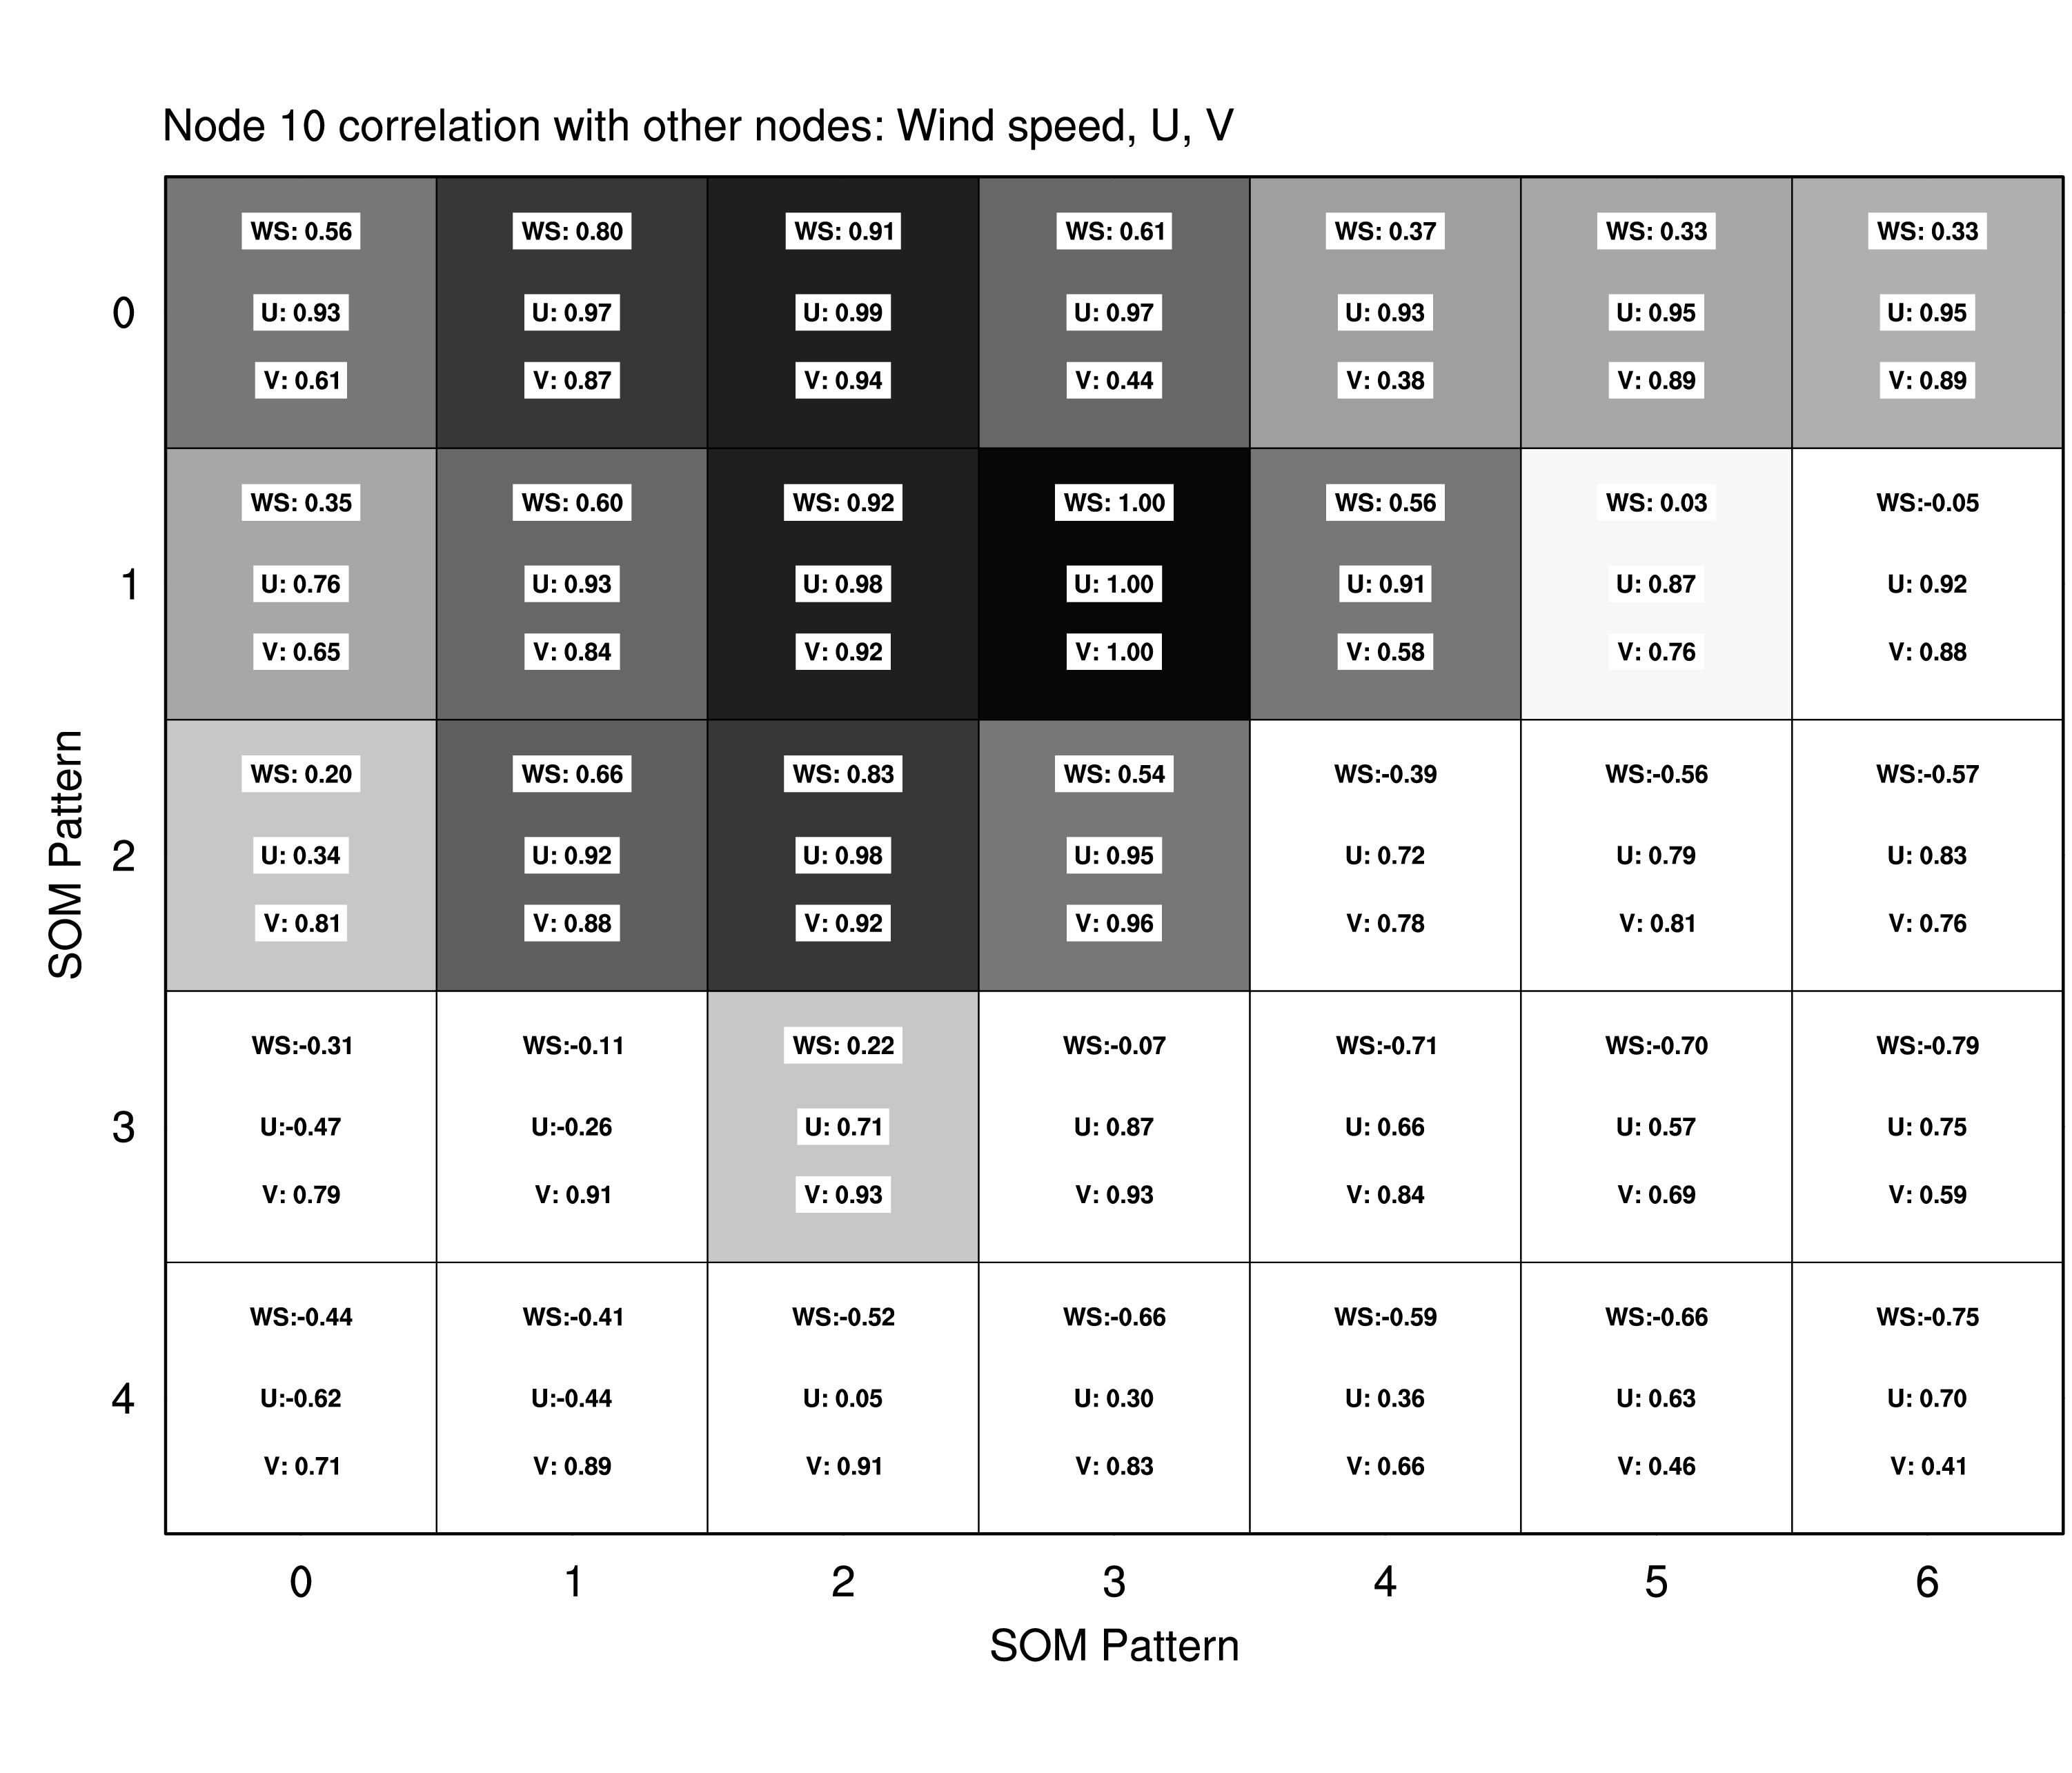 Node 10 correlation with other nodes: Wind speed, U, V
WS: 0.56 WS: 0.80 WS: 0.91 WS: 0.61 WS: 0.37 WS: 0.33 WS: 0.33
0 U: 0.93 U: 0.97 U: 0.99 U: 0.97 U: 0.93 U: 0.95 U: 0.95
V: 0.61 V: 0.87 V: 0.94 V: 0.44 V: 0.38 V: 0.89 V: 0.89
WS: 0.35 WS: 0.60 WS: 0.92 WS: 1.00 WS: 0.56 WS: 0.03 WS:-0.05
1 U: 0.76 U: 0.93 U: 0.98 U: 1.00 U: 0.91 U: 0.87 U: 0.92
V: 0.65 V: 0.84 V: 0.92 V: 1.00 V: 0.58 V: 0.76 V: 0.88
WS: 0.20 WS: 0.66 WS: 0.83 WS: 0.54 WS:-0.39 WS:-0.56 WS:-0.57
2 U: 0.34 U: 0.92 U: 0.98 U: 0.95 U: 0.72 U: 0.79 U: 0.83
V: 0.81 V: 0.88 V: 0.92 V: 0.96 V: 0.78 V: 0.81 V: 0.76
WS:-0.31 WS:-0.11 WS: 0.22 WS:-0.07 WS:-0.71 WS:-0.70 WS:-0.79
3 U:-0.47 U:-0.26 U: 0.71 U: 0.87 U: 0.66 U: 0.57 U: 0.75
V: 0.79 V: 0.91 V: 0.93 V: 0.93 V: 0.84 V: 0.69 V: 0.59
WS:-0.44 WS:-0.41 WS:-0.52 WS:-0.66 WS:-0.59 WS:-0.66 WS:-0.75
4 U:-0.62 U:-0.44 U: 0.05 U: 0.30 U: 0.36 U: 0.63 U: 0.70
V: 0.71 V: 0.89 V: 0.91 V: 0.83 V: 0.66 V: 0.46 V: 0.41
0 1 2 3 4 5 6
SOM Pattern
SOM Pattern